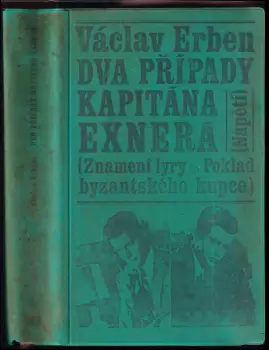 Václav Erben
DVA PŘÍPADY
KAPITÁNA
EXNERA
(Napětí)
(Znamení lyry Poklad
byzantského kupce)